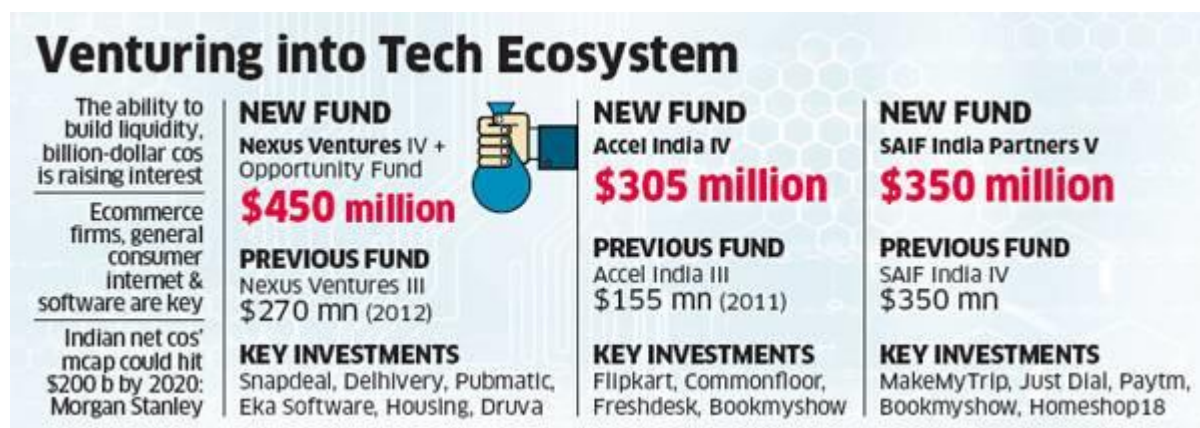 Venturing into Tech Ecosystem
The ability to
build liquidity,
billion-dollar cos
is raising interest
Ecommerce
firms, general
consumer
internet &
software are key
Indian net cos'
mcap could hit
$200 b by 2020:
Morgan Stanley
NEW FUND
Nexus Ventures IV +
Opportunity Fund
$450 million
PREVIOUS FUND
Nexus Ventures III
$270 mn (2012)
KEY INVESTMENTS
Snapdeal, Delhivery, Pubmatic,
Eka Software, Housing, Druva
NEW FUND
Accel India IV
$305 million
PREVIOUS FUND
Accel India III
$155 mn (2011)
KEY INVESTMENTS
Flipkart, Commonfloor,
Freshdesk, Bookmyshow
NEW FUND
SAIF India Partners V
$350 million
PREVIOUS FUND
SAIF India IV
$350 mn
KEY INVESTMENTS
MakeMyTrip, Just Dial, Paytm,
Bookmyshow, Homeshop18